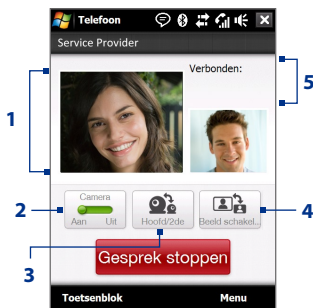 Telefoon
Service Provider
Verbonden:
1
5
Camera
Aan Uit
Hoofd/2de
Beeld schakel...
2
3
4
Gesprek stoppen
Toetsenblok Menu